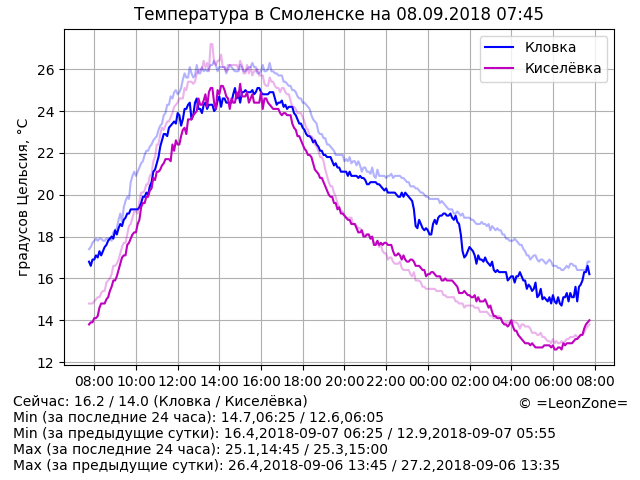 Температура в Смоленске на 08.09.2018 07:45
градусов Цельсия, °C
26
24
22
20
18
16
14
12
Кловка
Киселёвка
08:00 10:00 12:00 14:00 16:00 18:00 20:00 22:00 00:00 02:00 04:00 06:00 08:00
Сейчас: 16.2 / 14.0 (Кловка / Киселёвка)
© =LeonZone=
Min (за последние 24 часа): 14.7,06:25 / 12.6,06:05
Min (за предыдущие сутки): 16.4,2018-09-07 06:25 / 12.9,2018-09-07 05:55
Max (за последние 24 часа): 25.1,14:45 / 25.3,15:00
Max (за предыдущие сутки): 26.4,2018-09-06 13:45 / 27.2,2018-09-06 13:35